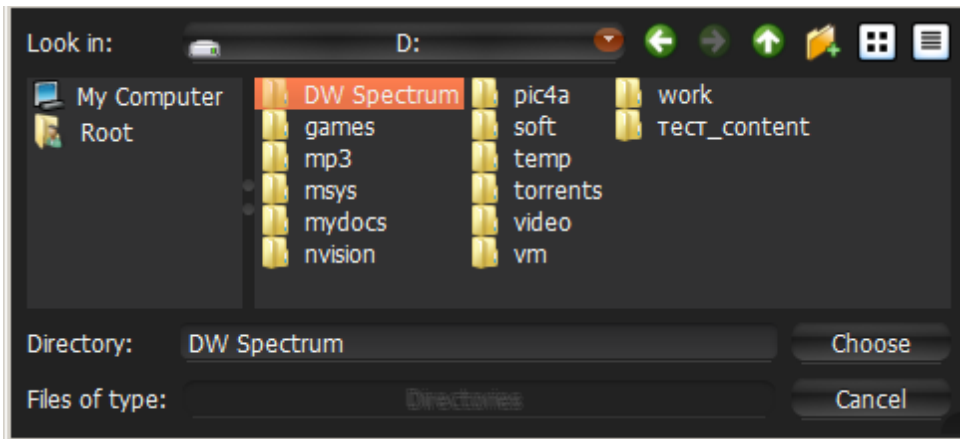 Look in: D:
My Computer
Root
DW Spectrum
games
mp3
msys
mydocs
nvision
pic4a
soft
temp
torrents
video
vm
work
тест_content
Directory: DW Spectrum Choose
Files of type: Directories Cancel